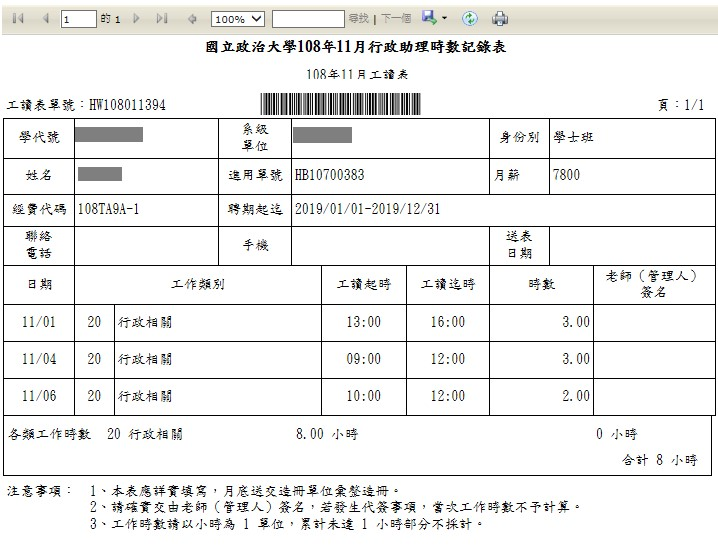 1 的 1 100% 尋找 | 下一個
國立政治大學108年11月行政助理時數記錄表
108年11月工讀表
工讀表單號：HW108011394 頁：1/1
學代號 系級單位 身份別 學士班
姓名 進用單號 HB10700383 月薪 7800
經費代碼 108TA9A-1 聘期起迄 2019/01/01-2019/12/31
聯絡電話 手機 送表日期
日期 工作類別 工讀起時 工讀迄時 時數 老師（管理人）簽名
11/01 20 行政相關 13:00 16:00 3.00
11/04 20 行政相關 09:00 12:00 3.00
11/06 20 行政相關 10:00 12:00 2.00
各類工作時數 20 行政相關 8.00 小時 0 小時
合計 8 小時
注意事項： 1、本表應詳實填寫，月底送交造冊單位彙整造冊。
2、請確實交由老師（管理人）簽名，若發生代簽事項，當次工作時數不予計算。
3、工作時數請以小時為 1 單位，累計未達 1 小時部分不採計。